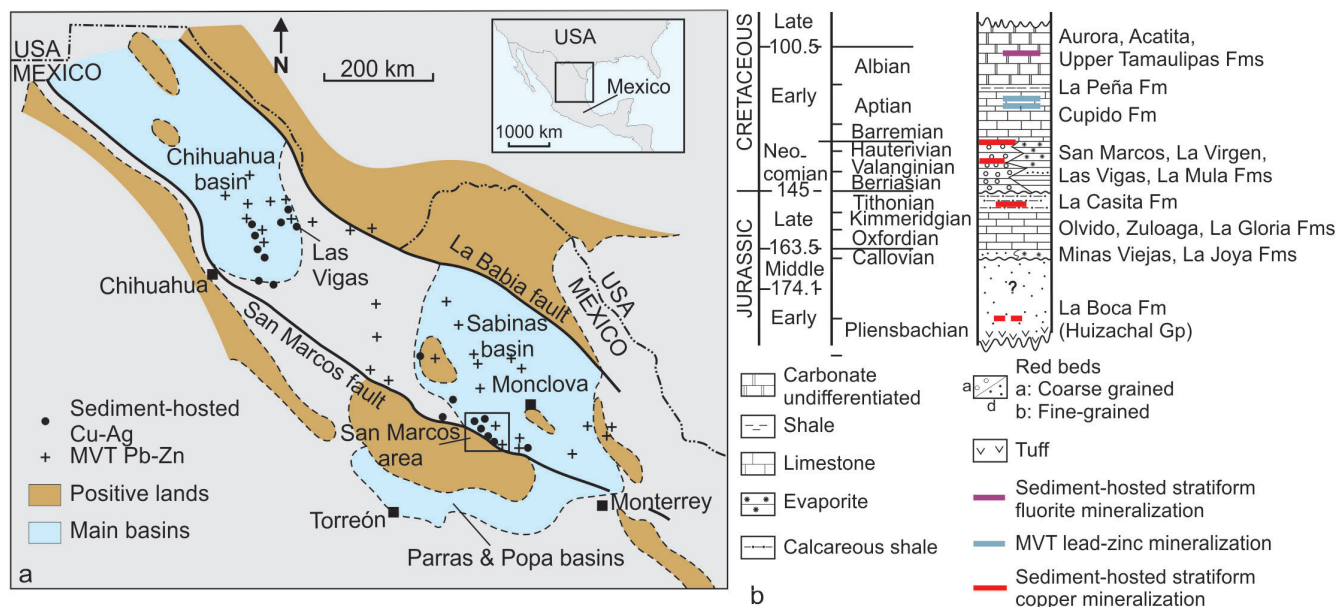 a
USA
MEXICO
N
200 km
USA
Mexico
1000 km
Chihuahua
basin
Las
Vigas
Chihuahua
La Babia fault
San Marcos fault
USA
MEXICO
Sabinas
basin
Monclova
San Marcos
area
Sediment-hosted
Cu-Ag
MVT Pb-Zn
Positive lands
Main basins
Torreón
Monterrey
Parras & Popa basins
a
b
CRETACEOUS
JURASSIC
Late
100.5
Early
Neo-
comian
145
Late
163.5
Middle
174.1
Early
Albian
Aptian
Barremian
Hauterivian
Valanginian
Berriasian
Tithonian
Kimmeridgian
Oxfordian
Callovian
Pliensbachian
?
Aurora, Acatita,
Upper Tamaulipas Fms
La Peña Fm
Cupido Fm
San Marcos, La Virgen,
Las Vigas, La Mula Fms
La Casita Fm
Olvido, Zuloaga, La Gloria Fms
Minas Viejas, La Joya Fms
La Boca Fm
(Huizachal Gp)
Carbonate
undifferentiated
Shale
Limestone
Evaporite
Calcareous shale
a
d
Red beds
a: Coarse grained
b: Fine-grained
Tuff
Sediment-hosted stratiform
fluorite mineralization
MVT lead-zinc mineralization
Sediment-hosted stratiform
copper mineralization
b